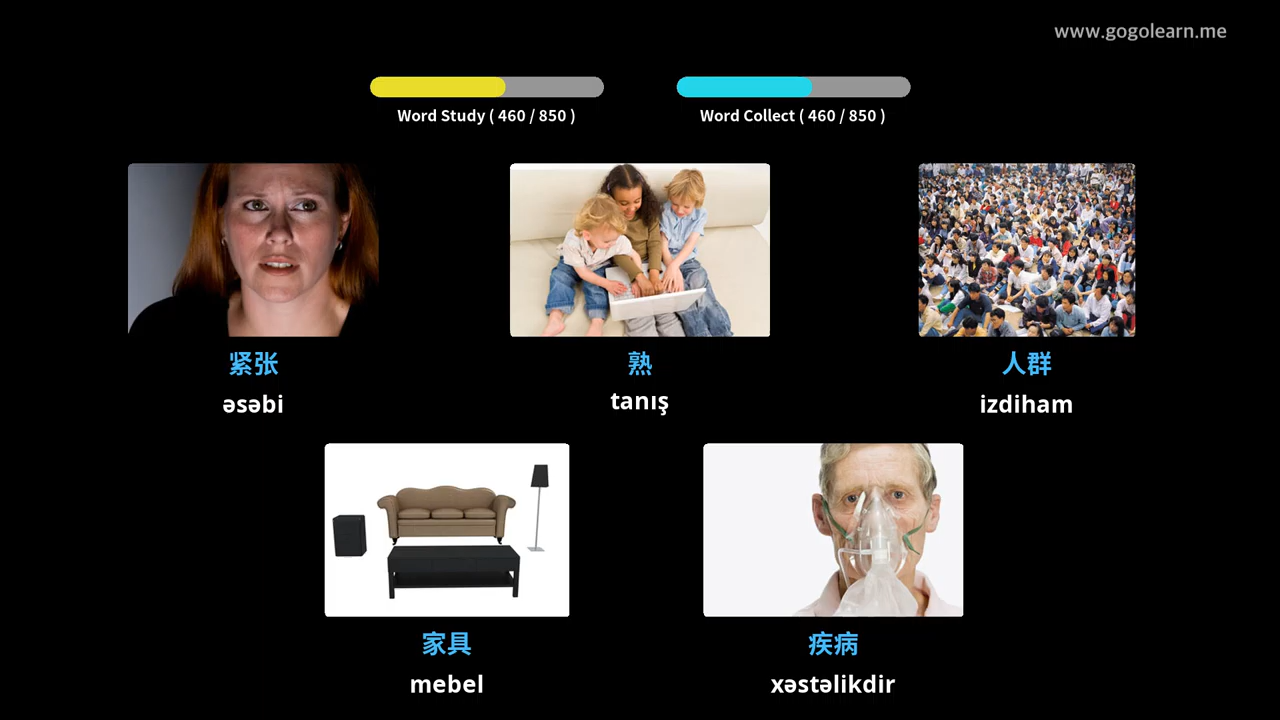 www.gogolearn.me
Word Study ( 460 / 850 )
Word Collect ( 460 / 850 )
紧张
əsəbi
熟
tanış
人群
izdiham
家具
mebel
疾病
xəstəlikdir